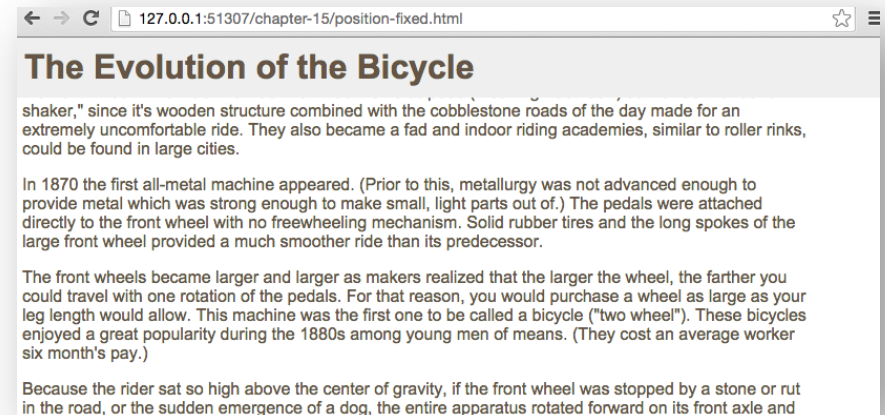 127.0.0.1:51307/chapter-15/position-fixed.html
The Evolution of the Bicycle
shaker," since it's wooden structure combined with the cobblestone roads of the day made for an
extremely uncomfortable ride. They also became a fad and indoor riding academies, similar to roller rinks,
could be found in large cities.
In 1870 the first all-metal machine appeared. (Prior to this, metallurgy was not advanced enough to
provide metal which was strong enough to make small, light parts out of.) The pedals were attached
directly to the front wheel with no freewheeling mechanism. Solid rubber tires and the long spokes of the
large front wheel provided a much smoother ride than its predecessor.
The front wheels became larger and larger as makers realized that the larger the wheel, the farther you
could travel with one rotation of the pedals. For that reason, you would purchase a wheel as large as your
leg length would allow. This machine was the first one to be called a bicycle ("two wheel"). These bicycles
enjoyed a great popularity during the 1880s among young men of means. (They cost an average worker
six month's pay.)
Because the rider sat so high above the center of gravity, if the front wheel was stopped by a stone or rut
in the road, or the sudden emergence of a dog, the entire apparatus rotated forward on its front axle and